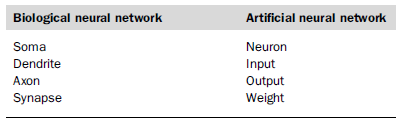 Biological neural network Artificial neural network
Soma Neuron
Dendrite Input
Axon Output
Synapse Weight